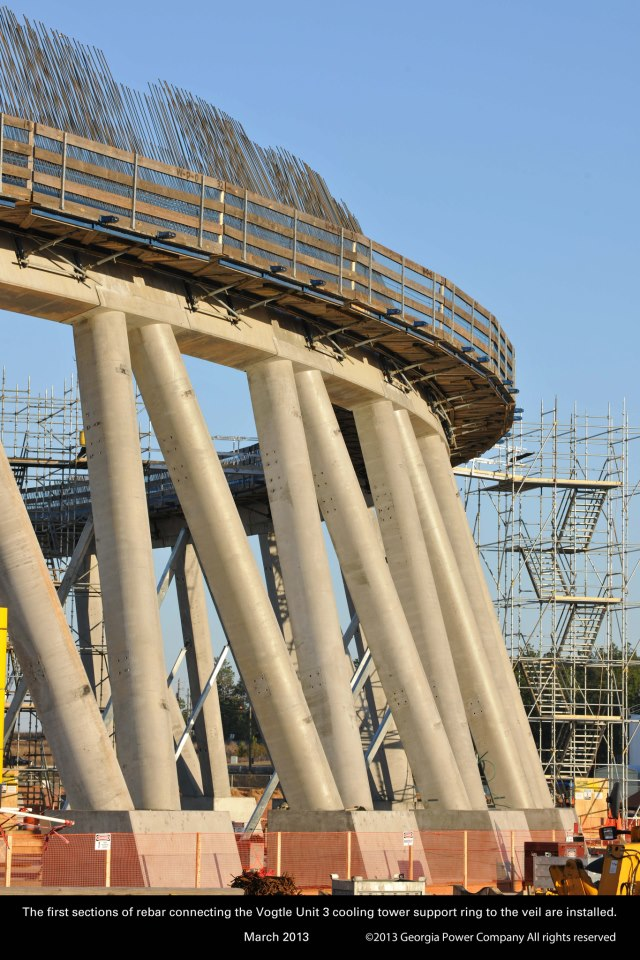 The first sections of rebar connecting the Vogtle Unit 3 cooling tower support ring to the veil are installed.
March 2013 ©2013 Georgia Power Company All rights reserved